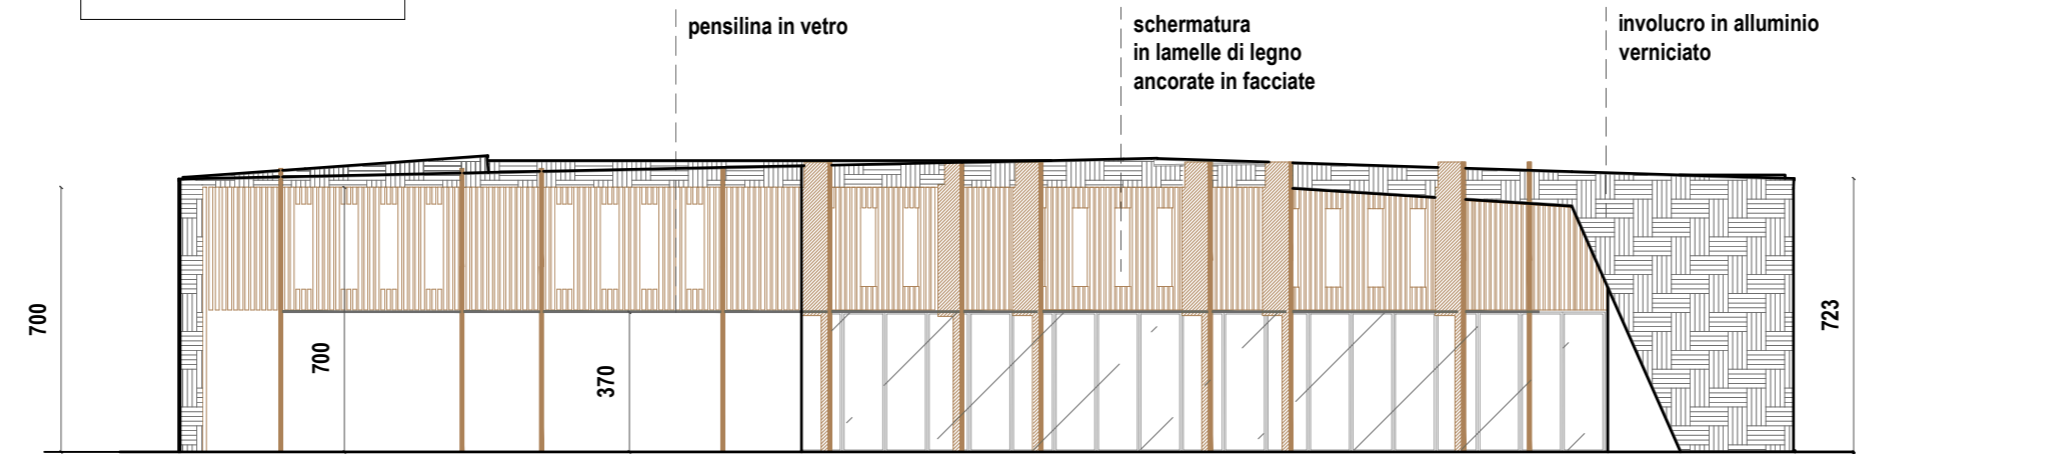 pensilina in vetro
schermatura
in lamelle di legno
ancorate in facciate
involucro in alluminio
verniciato
700
700
370
723